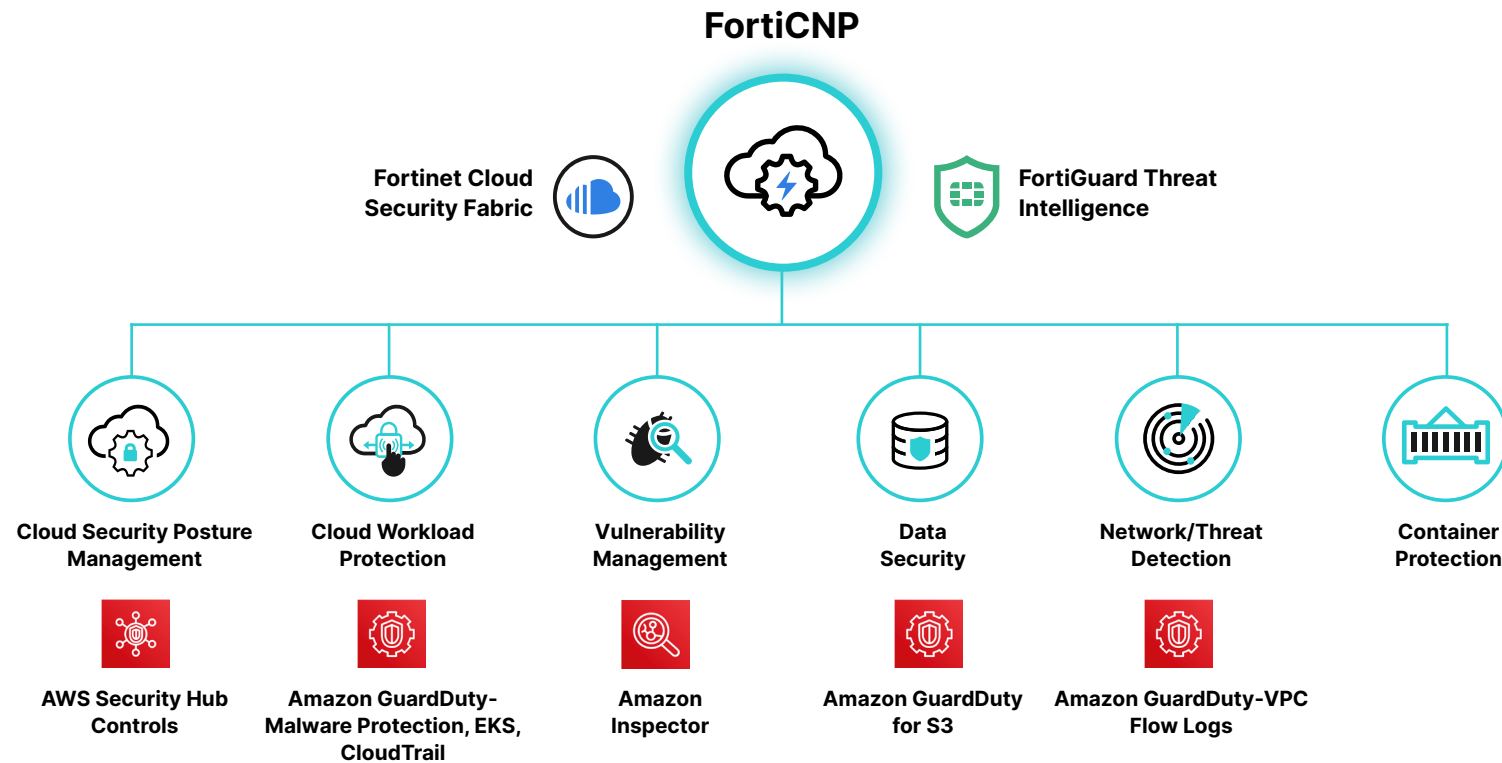 FortiCNP
Fortinet Cloud
Security Fabric
FortiGuard Threat
Intelligence
Cloud Security Posture
Management
Cloud Workload
Protection
Vulnerability
Management
Data
Security
Network/Threat
Detection
Container
Protection
AWS Security Hub
Controls
Amazon GuardDuty-
Malware Protection, EKS,
CloudTrail
Amazon
Inspector
Amazon GuardDuty
for S3
Amazon GuardDuty-VPC
Flow Logs